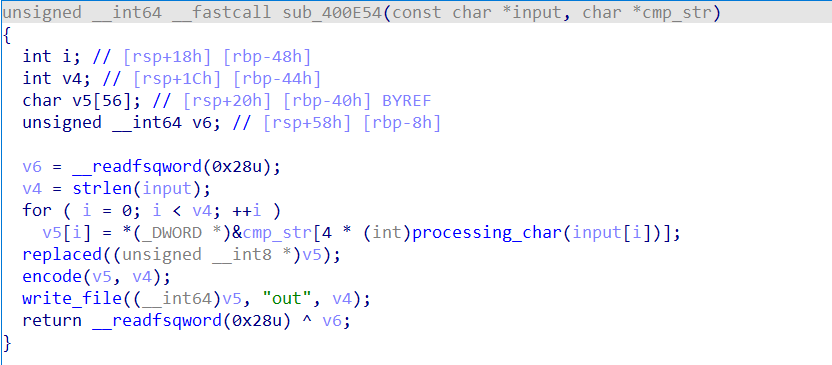 unsigned __int64 __fastcall sub_400E54(const char *input, char *cmp_str)
{
  int i; // [rsp+18h] [rbp-48h]
  int v4; // [rsp+1Ch] [rbp-44h]
  char v5[56]; // [rsp+20h] [rbp-40h] BYREF
  unsigned __int64 v6; // [rsp+58h] [rbp-8h]

  v6 = __readfsqword(0x28u);
  v4 = strlen(input);
  for ( i = 0; i < v4; ++i )
    v5[i] = *(_DWORD *)&cmp_str[4 * (int)processing_char(input[i])];
  replaced((unsigned __int8 *)v5);
  encode(v5, v4);
  write_file((__int64)v5, "out", v4);
  return __readfsqword(0x28u) ^ v6;
}